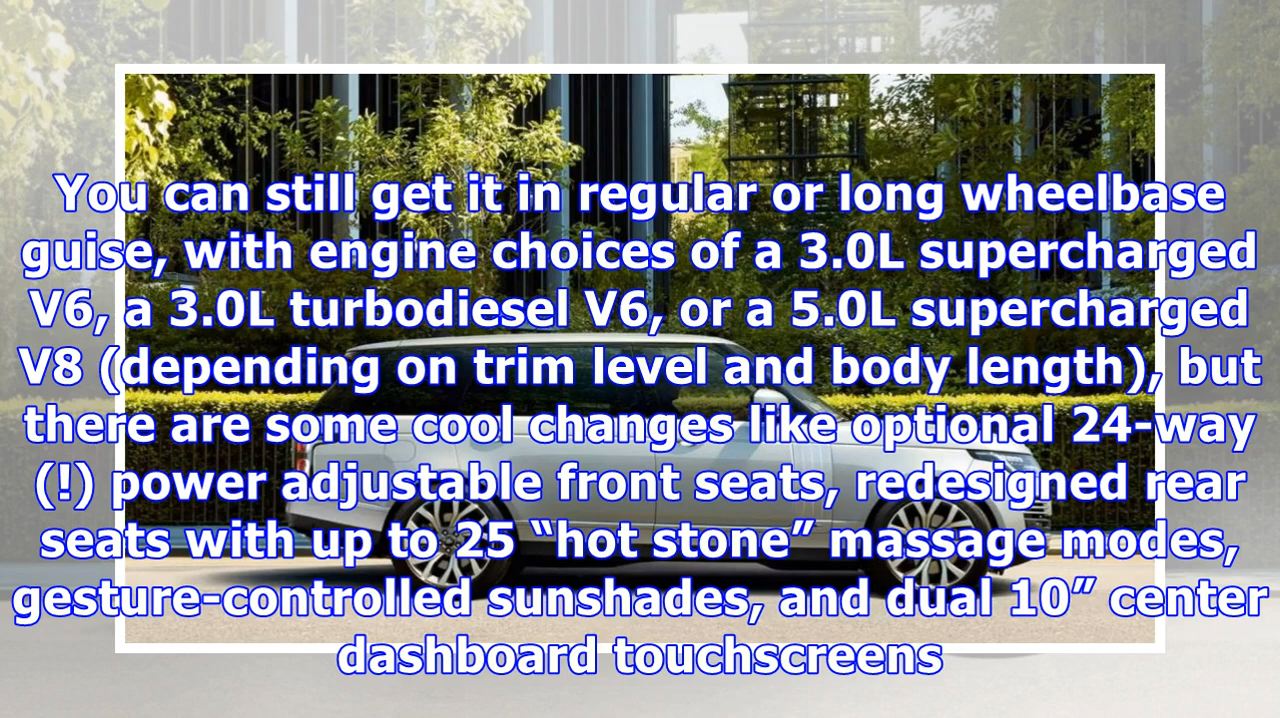 You can still get it in regular or long wheelbase
guise, with engine choices of a 3.0L supercharged
V6, a 3.0L turbodiesel V6, or a 5.0L supercharged
V8 (depending on trim level and body length), but
there are some cool changes like optional 24-way
(!) power adjustable front seats, redesigned rear
seats with up to 25 “hot stone” massage modes,
gesture-controlled sunshades, and dual 10” center
dashboard touchscreens